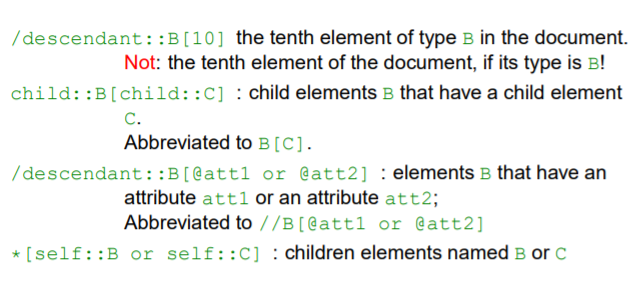 /descendant::B[10] the tenth element of type B in the document.
Not: the tenth element of the document, if its type is B!
child::B[child::C] : child elements B that have a child element
C.
Abbreviated to B[C].
/descendant::B[@att1 or @att2] : elements B that have an
attribute att1 or an attribute att2;
Abbreviated to //B[@att1 or @att2]
*[self::B or self::C] : children elements named B or C